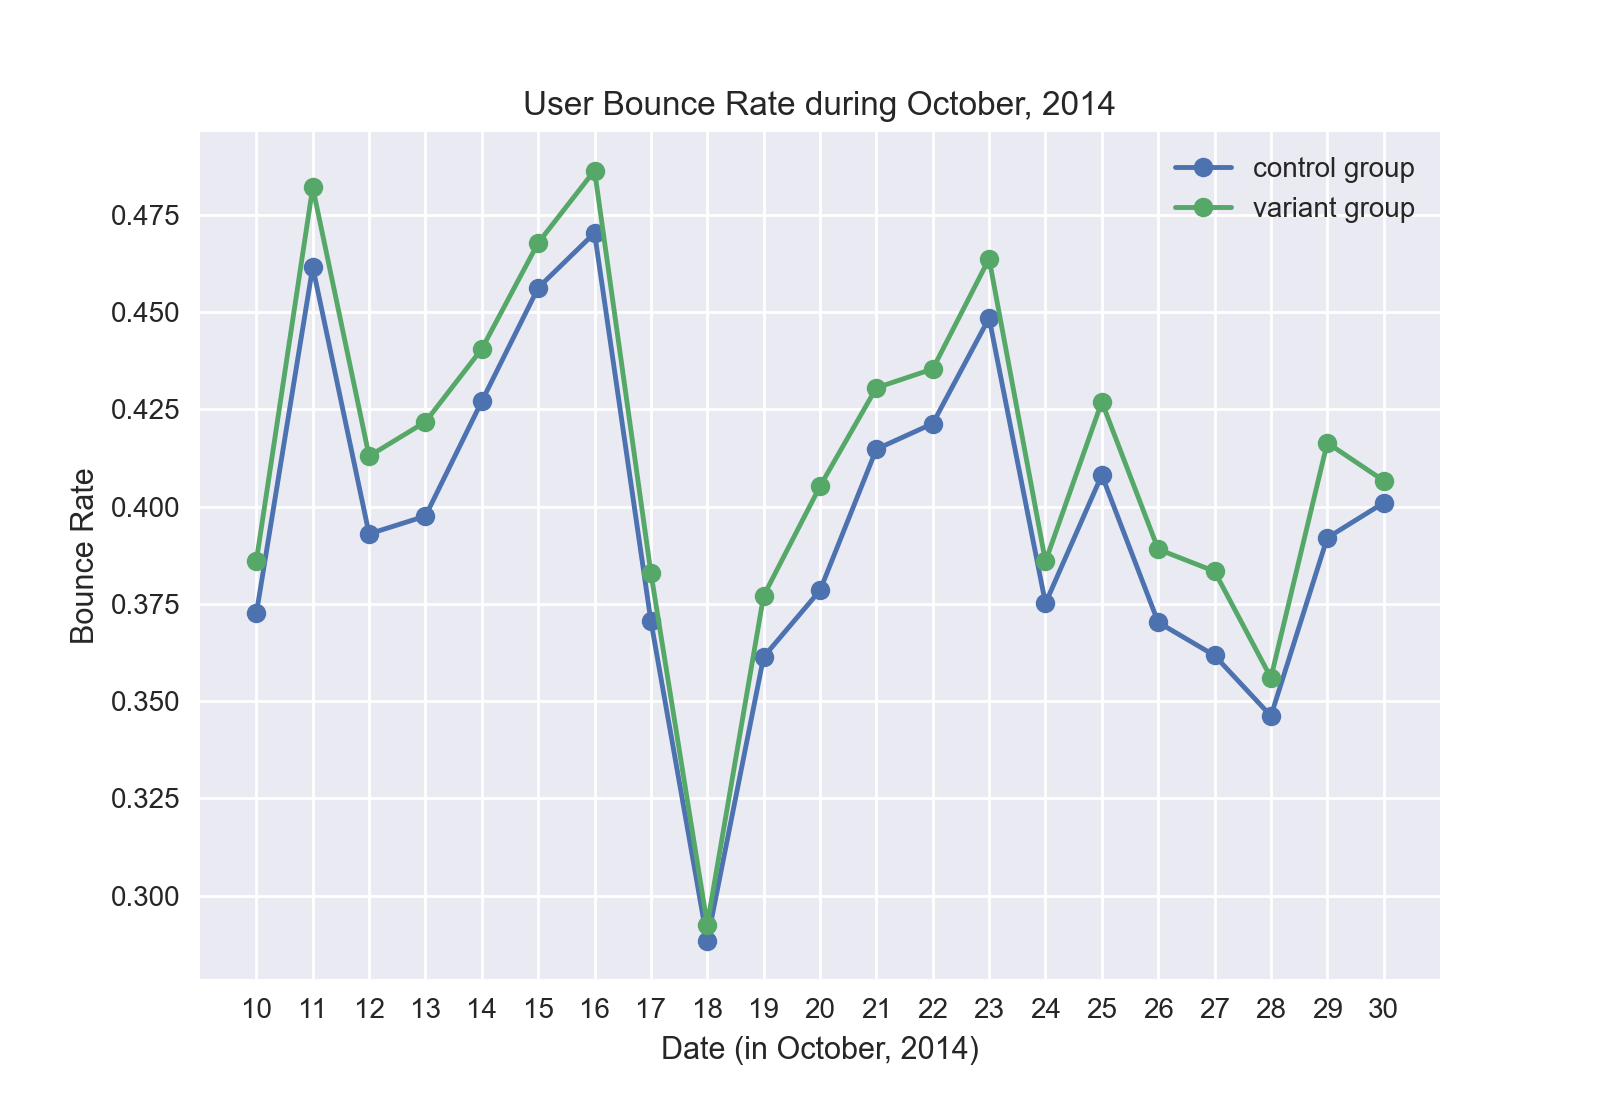 User Bounce Rate during October, 2014
control group
variant group
0.475
0.450
0.425
0.400
0.375
0.350
0.325
0.300
Bounce Rate
10 11 12 13 14 15 16 17 18 19 20 21 22 23 24 25 26 27 28 29 30
Date (in October, 2014)